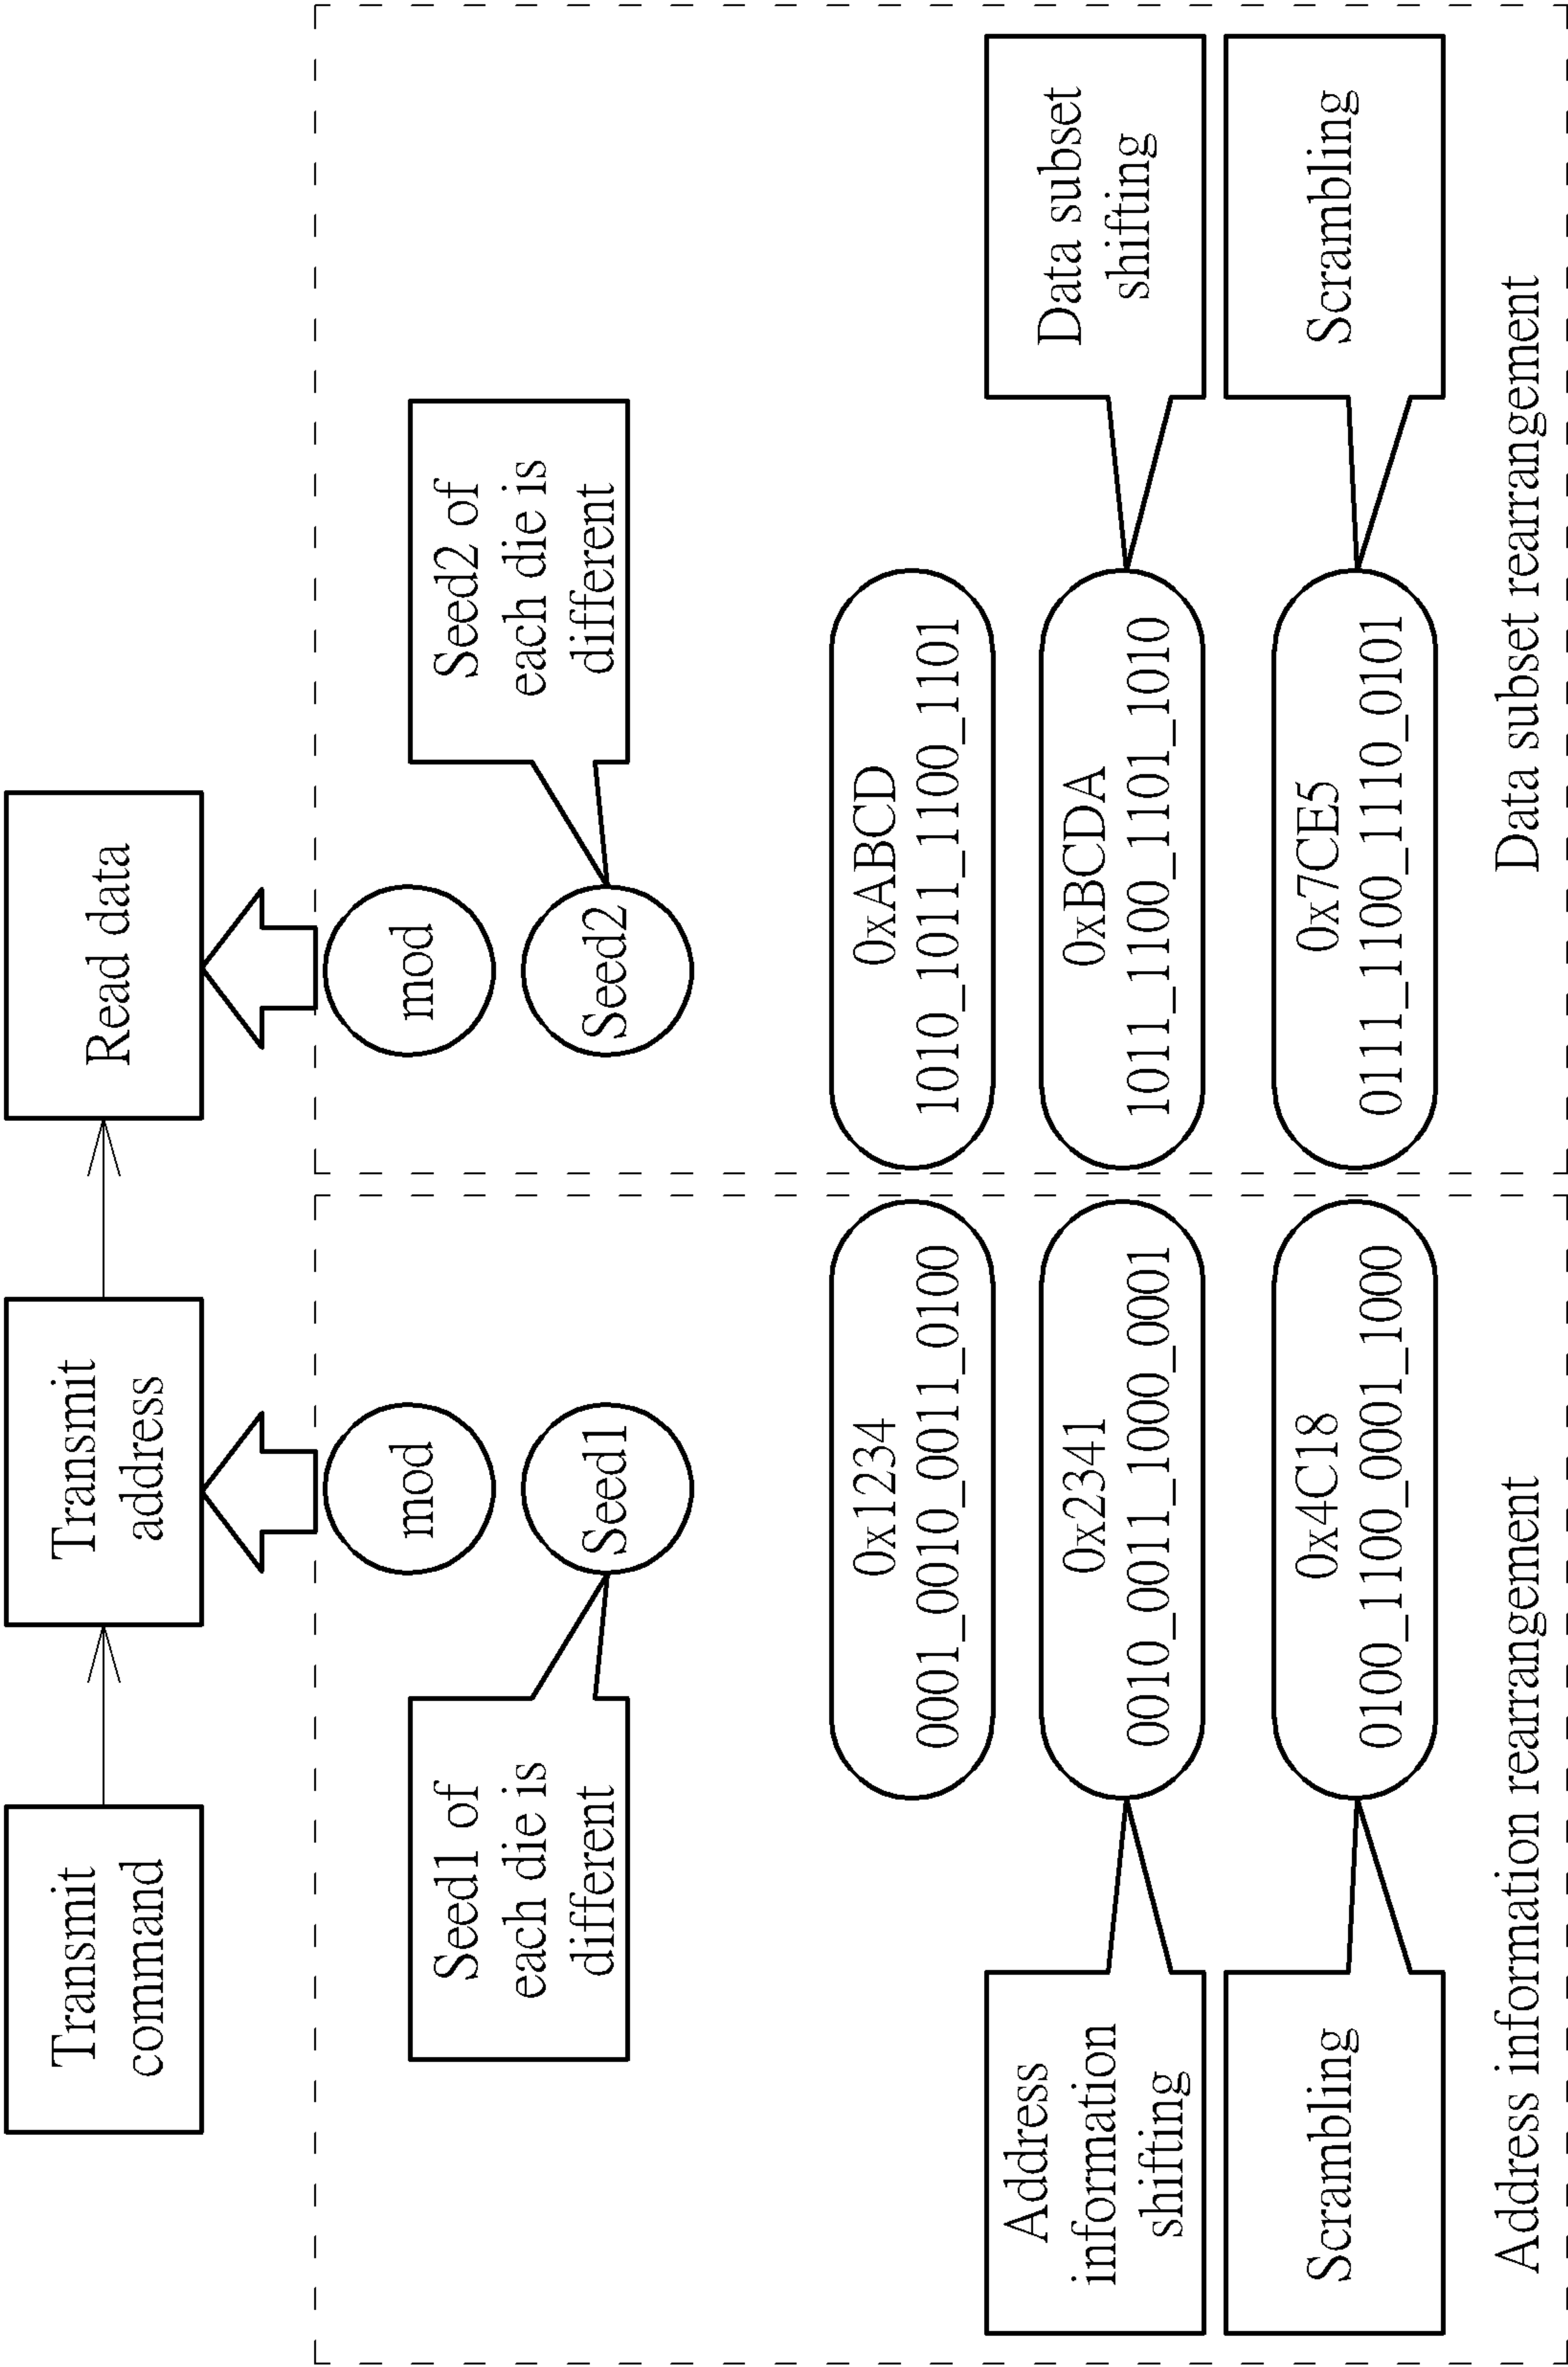 Transmit
command
Transmit
address
Read data
mod
mod
Seed1 of
each die is
different
Seed1
Seed2
Seed2 of
each die is
different
0x1234
0001_0010_0011_0100
0xABCD
1010_1011_1100_1101
Address
information
shifting
0x2341
0010_0011_1000_0001
0xBCDA
1011_1100_1101_1010
Data subset
shifting
Scrambling
0x4C18
0100_1100_0001_1000
0x7CE5
0111_1100_1110_0101
Scrambling
Address information rearrangement
Data subset rearrangement